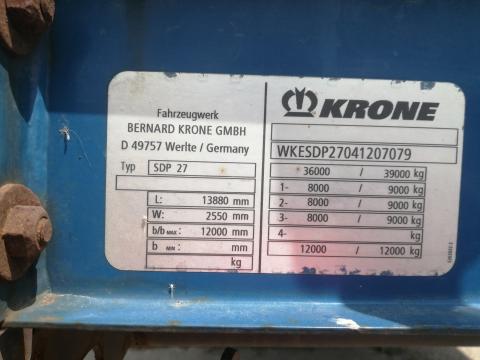 Fahrzeugwerk
BERNARD KRONE GMBH
D 49757 Werlte / Germany
Typ SDP 27
L: 13880 mm
W: 2550 mm
b/b MAX: 12000 mm
b MIN: mm
kg
KRONE
WKESDP27041207079
36000 / 39000 kg
1- 8000 / 9000 kg
2- 8000 / 9000 kg
3- 8000 / 9000 kg
4- kg
12000 / 12000 kg